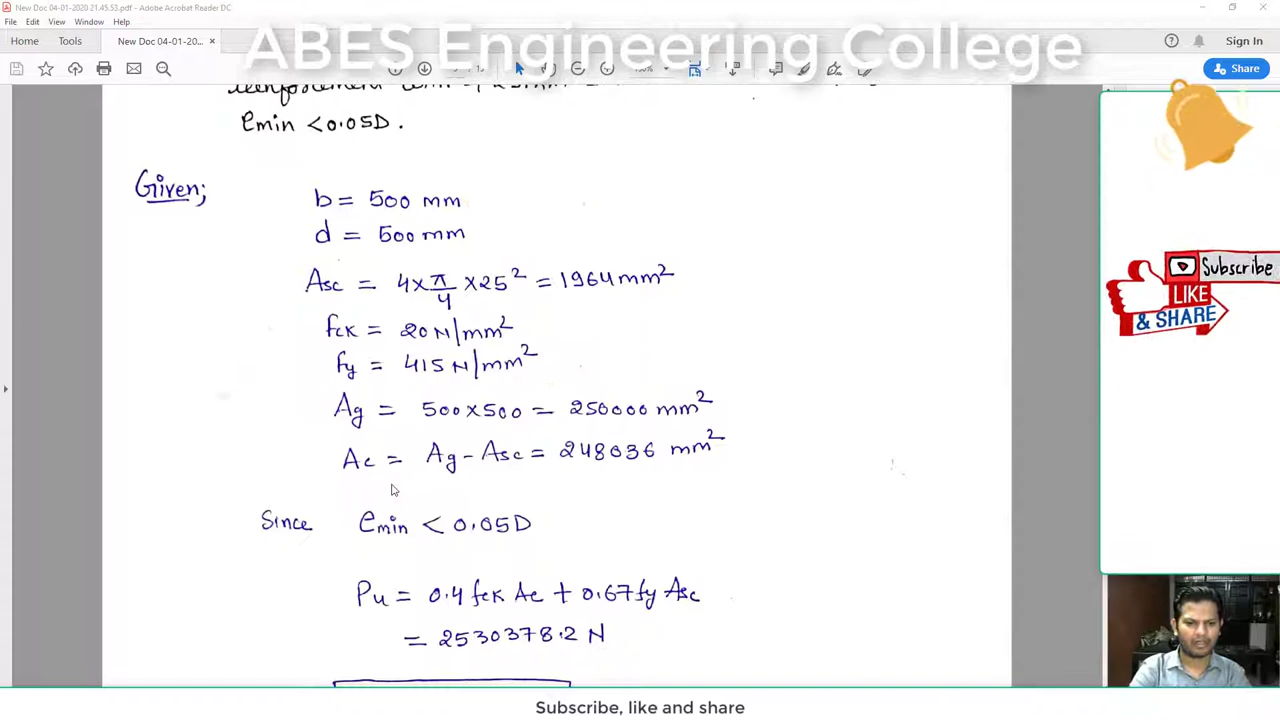 New Doc 04-01-2020 21.45.53.pdf - Adobe Acrobat Reader DC
File Edit View Window Help
Home Tools New Doc 04-01-20... × Sign In
ABES Engineering College
Share
emin < 0.05D.
Given;
b = 500 mm
d = 500 mm
Asc = 4 × π/4 × 25² = 1964 mm²
fck = 20 N/mm²
fy = 415 N/mm²
Ag = 500 × 500 = 250000 mm²
Ac = Ag - Asc = 248036 mm²
Since emin < 0.05D
Pu = 0.4 fck Ac + 0.67 fy Asc
= 2530378.2 N
Subscribe
LIKE
& SHARE
Subscribe, like and share